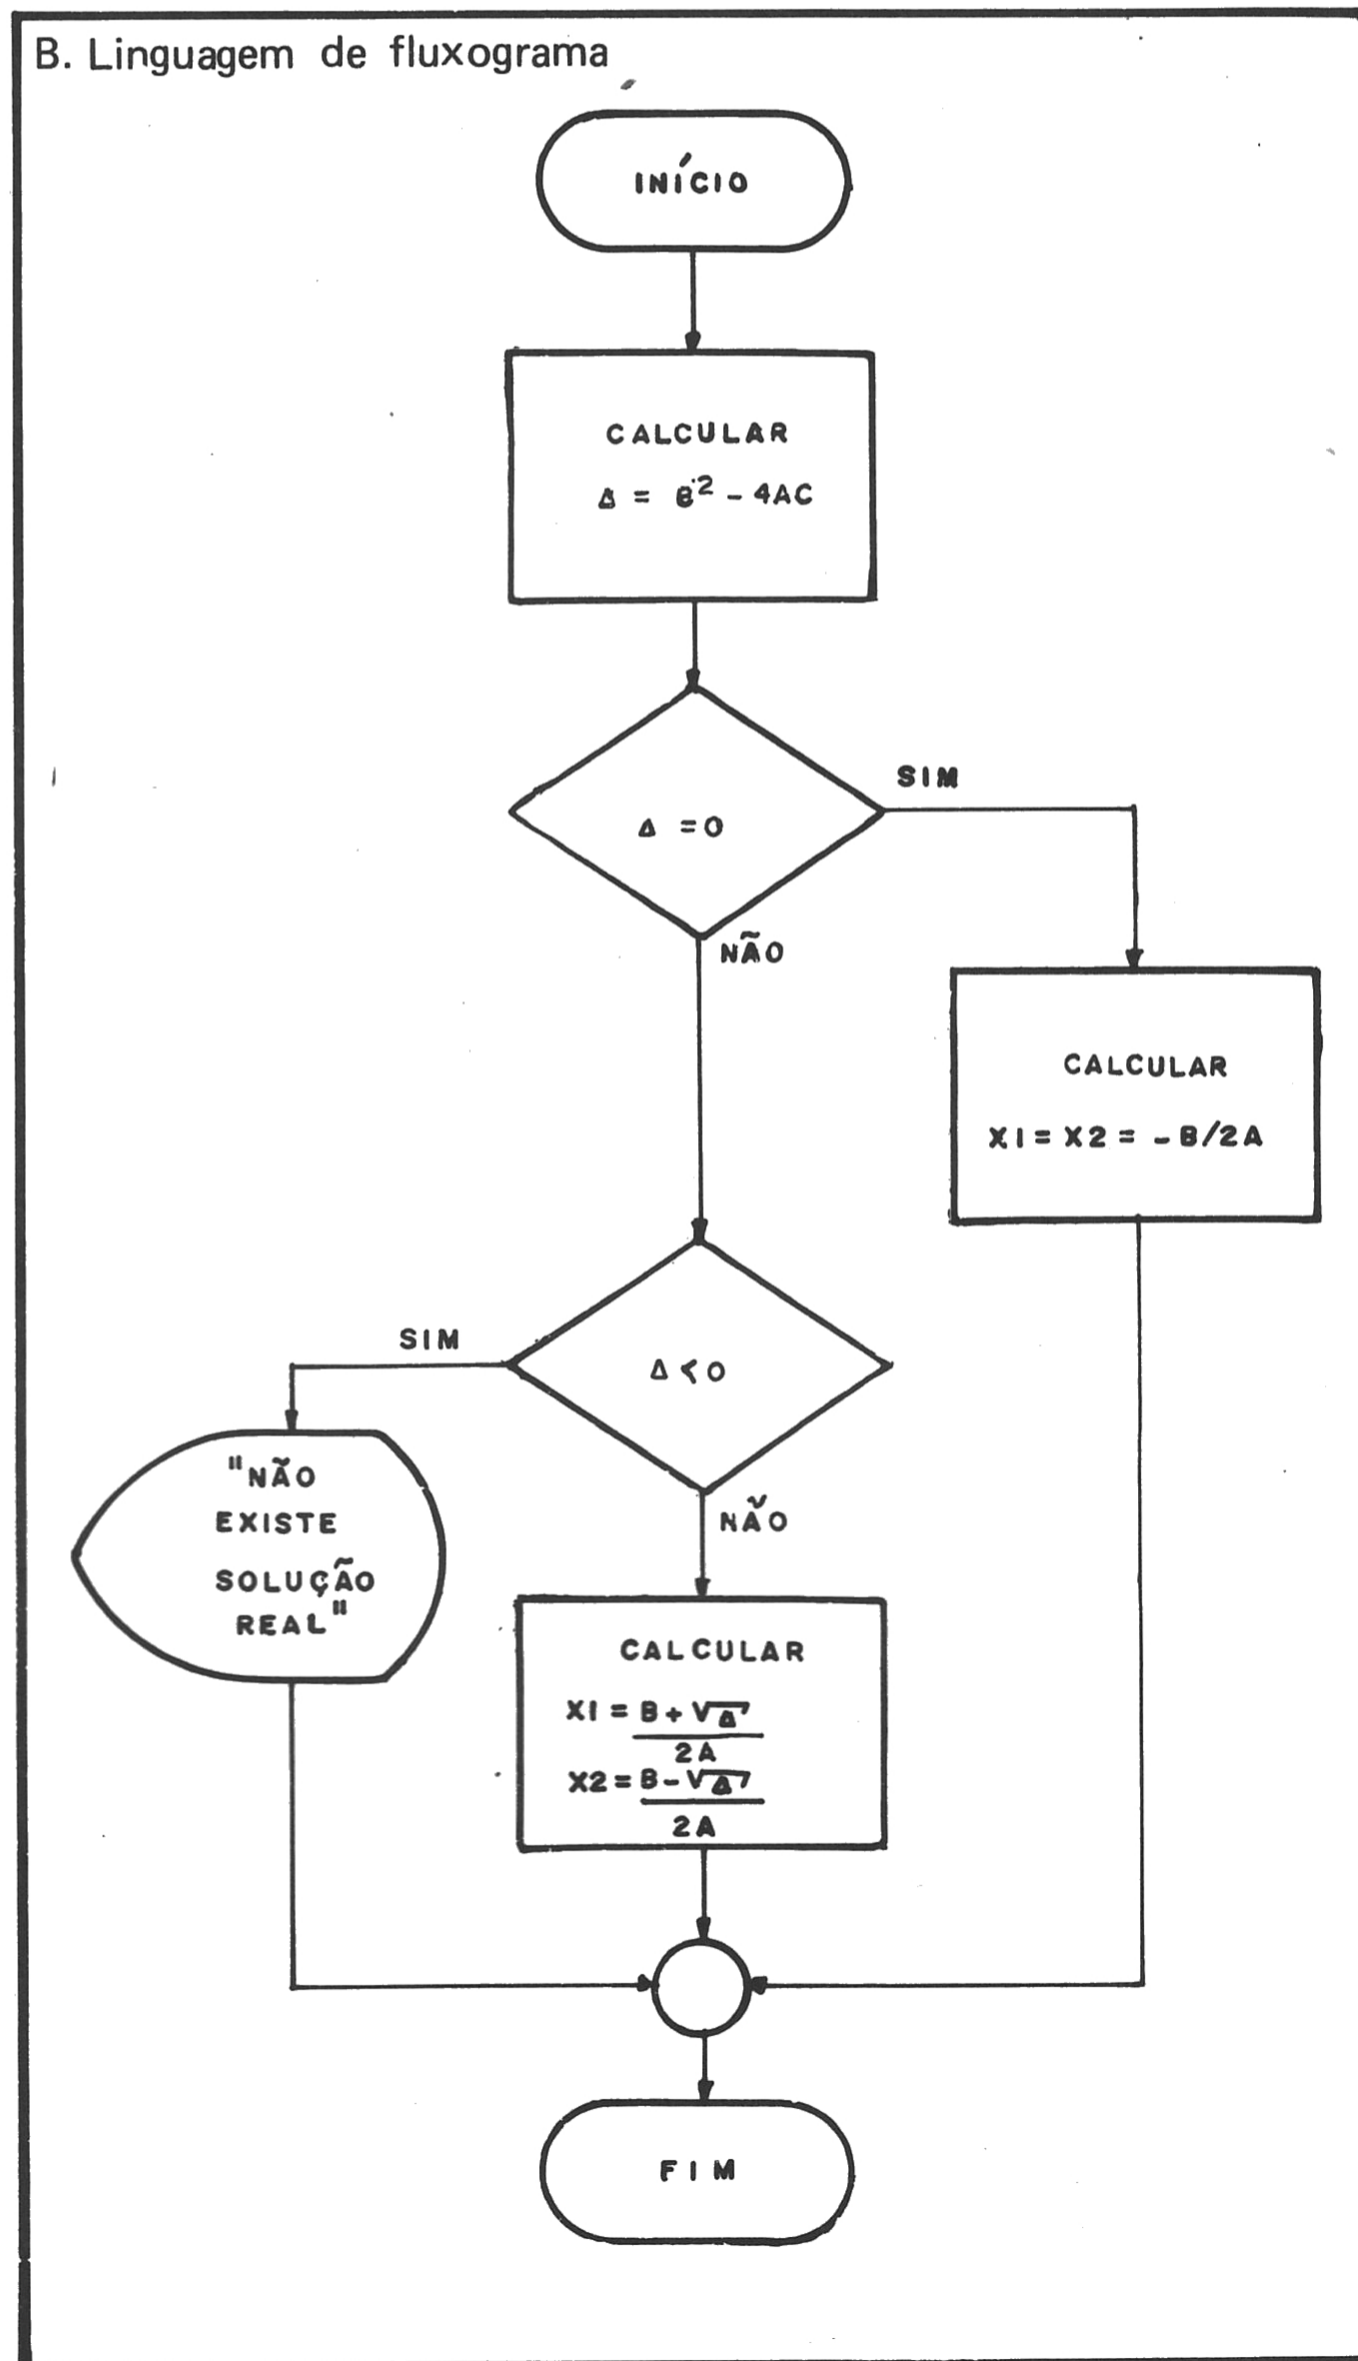 B. Linguagem de fluxograma
INÍCIO
CALCULAR
Δ = B² - 4AC
Δ = 0
SIM
NÃO
CALCULAR
X1 = X2 = - B/2A
Δ < 0
SIM
NÃO
"NÃO
EXISTE
SOLUÇÃO
REAL"
CALCULAR
X1 = B + √Δ
2A
X2 = B - √Δ
2A
FIM